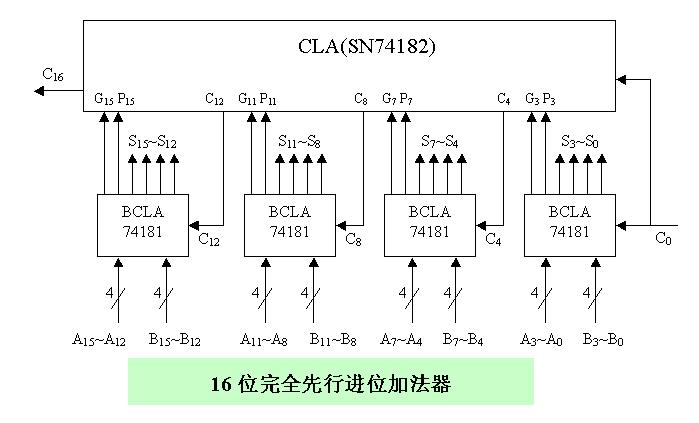 CLA(SN74182)
C16
G15 P15 C12 G11 P11 C8 G7 P7 C4 G3 P3
S15~S12 S11~S8 S7~S4 S3~S0
BCLA BCLA BCLA BCLA
74181 74181 74181 74181
C12 C8 C4 C0
4 4 4 4 4 4 4 4
A15~A12 B15~B12 A11~A8 B11~B8 A7~A4 B7~B4 A3~A0 B3~B0
16 位完全先行进位加法器